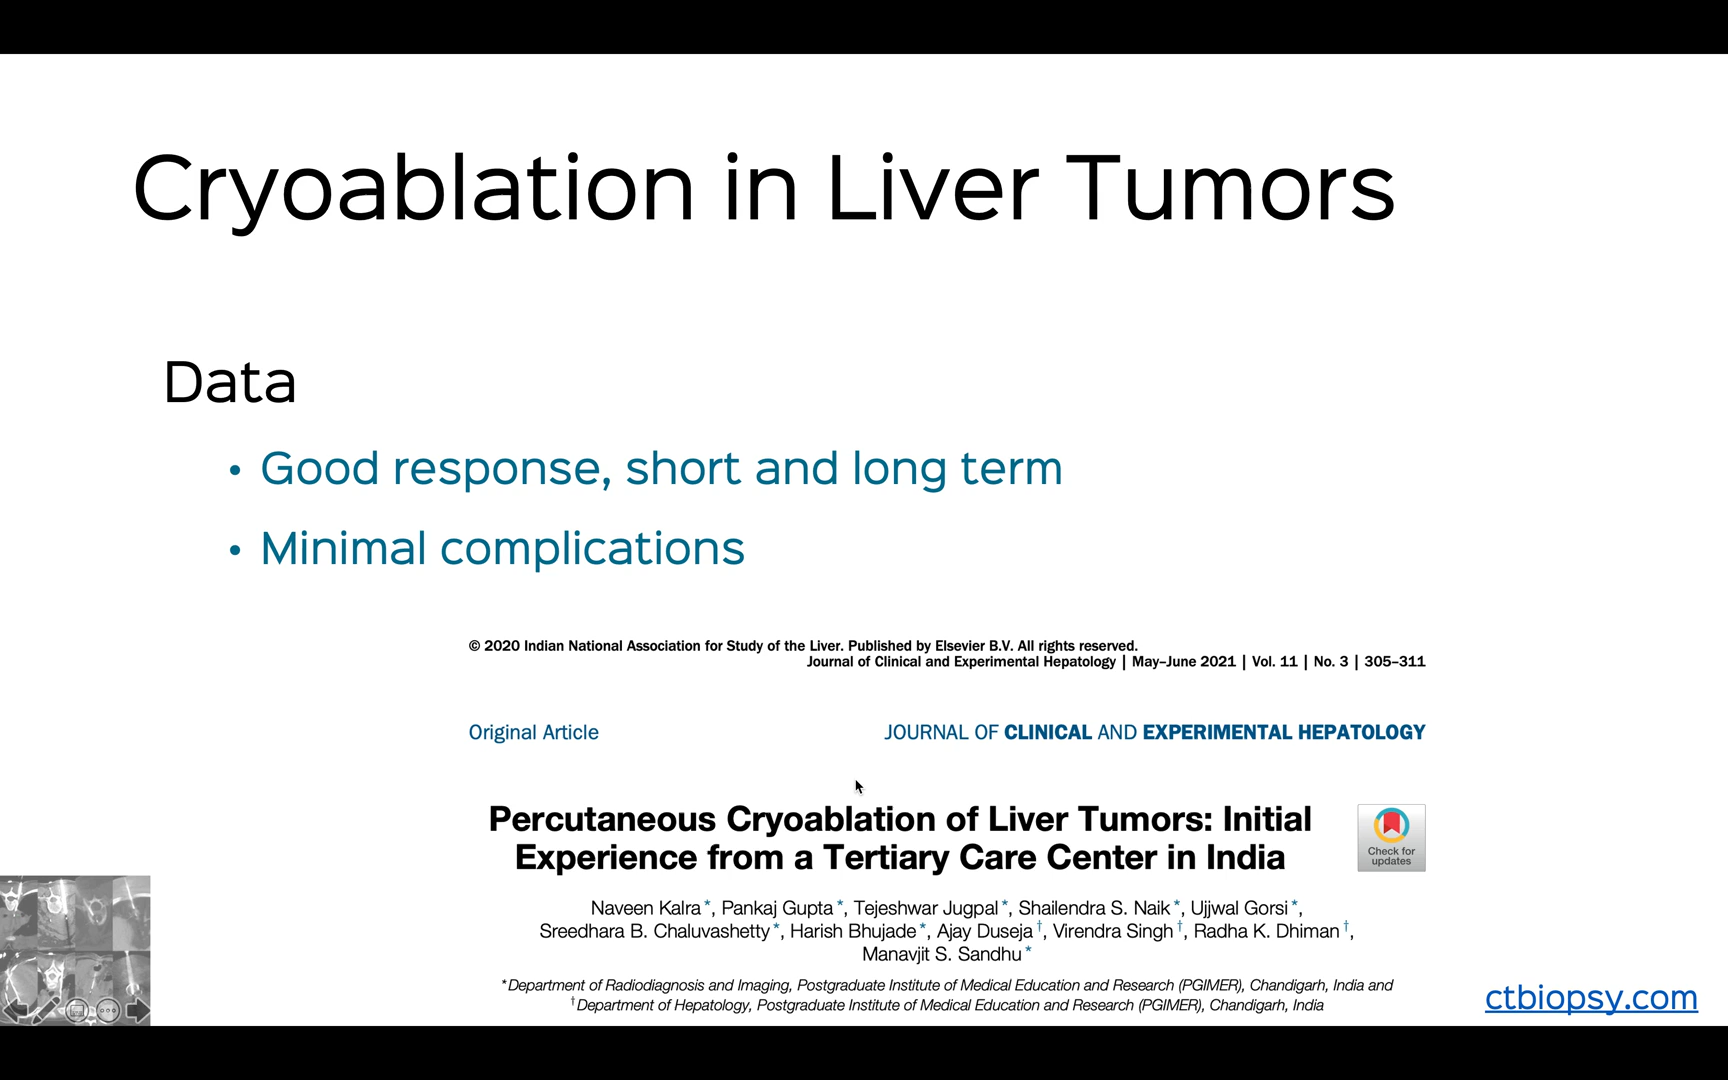 Cryoablation in Liver Tumors
Data
• Good response, short and long term
• Minimal complications
© 2020 Indian National Association for Study of the Liver. Published by Elsevier B.V. All rights reserved.
Journal of Clinical and Experimental Hepatology | May–June 2021 | Vol. 11 | No. 3 | 305–311
Original Article JOURNAL OF CLINICAL AND EXPERIMENTAL HEPATOLOGY
Percutaneous Cryoablation of Liver Tumors: Initial
Experience from a Tertiary Care Center in India
Check for
updates
Naveen Kalra*, Pankaj Gupta*, Tejeshwar Jugpal*, Shailendra S. Naik*, Ujjwal Gorsi*,
Sreedhara B. Chaluvashetty*, Harish Bhujade*, Ajay Duseja†, Virendra Singh†, Radha K. Dhiman†,
Manavjit S. Sandhu*
*Department of Radiodiagnosis and Imaging, Postgraduate Institute of Medical Education and Research (PGIMER), Chandigarh, India and
†Department of Hepatology, Postgraduate Institute of Medical Education and Research (PGIMER), Chandigarh, India
ctbiopsy.com